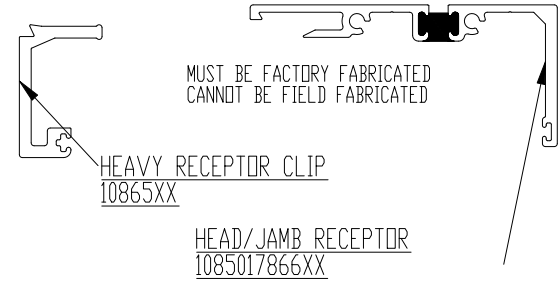 MUST BE FACTORY FABRICATED
CANNOT BE FIELD FABRICATED
HEAVY RECEPTOR CLIP
10865XX
HEAD/JAMB RECEPTOR
1085017866XX